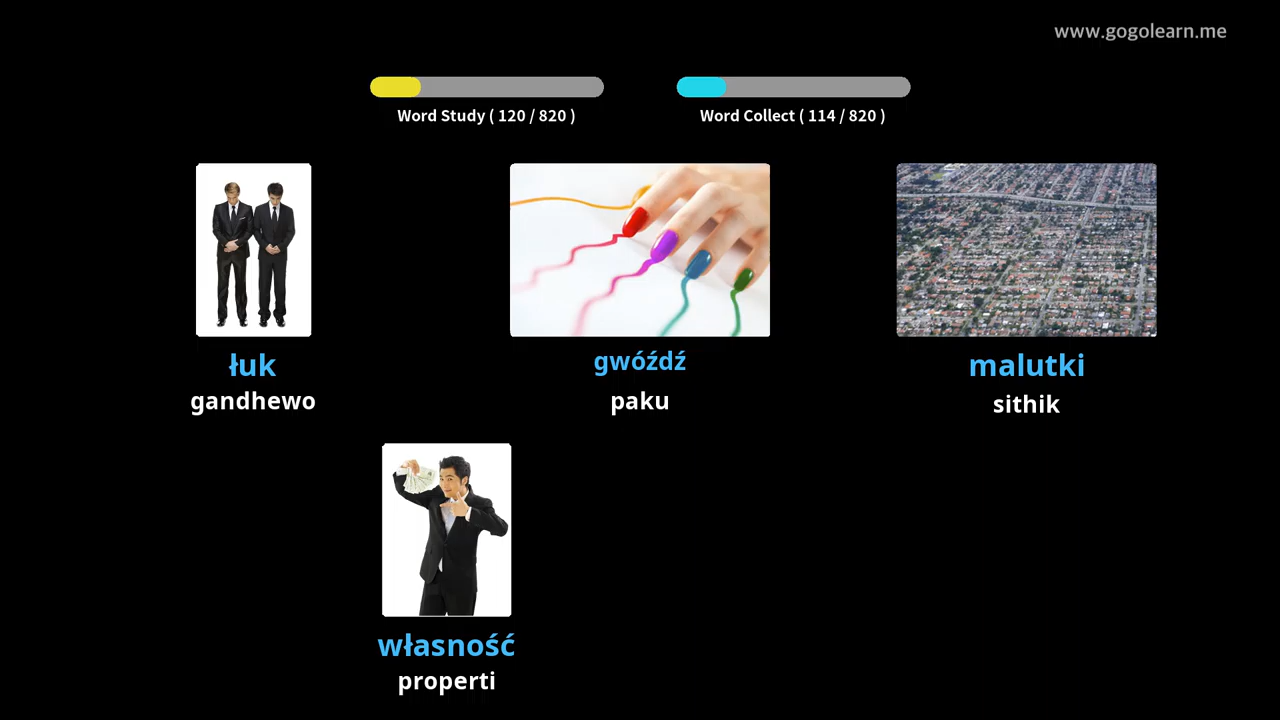 www.gogolearn.me
Word Study ( 120 / 820 )
Word Collect ( 114 / 820 )
łuk
gandhewo
gwóźdź
paku
malutki
sithik
własność
properti